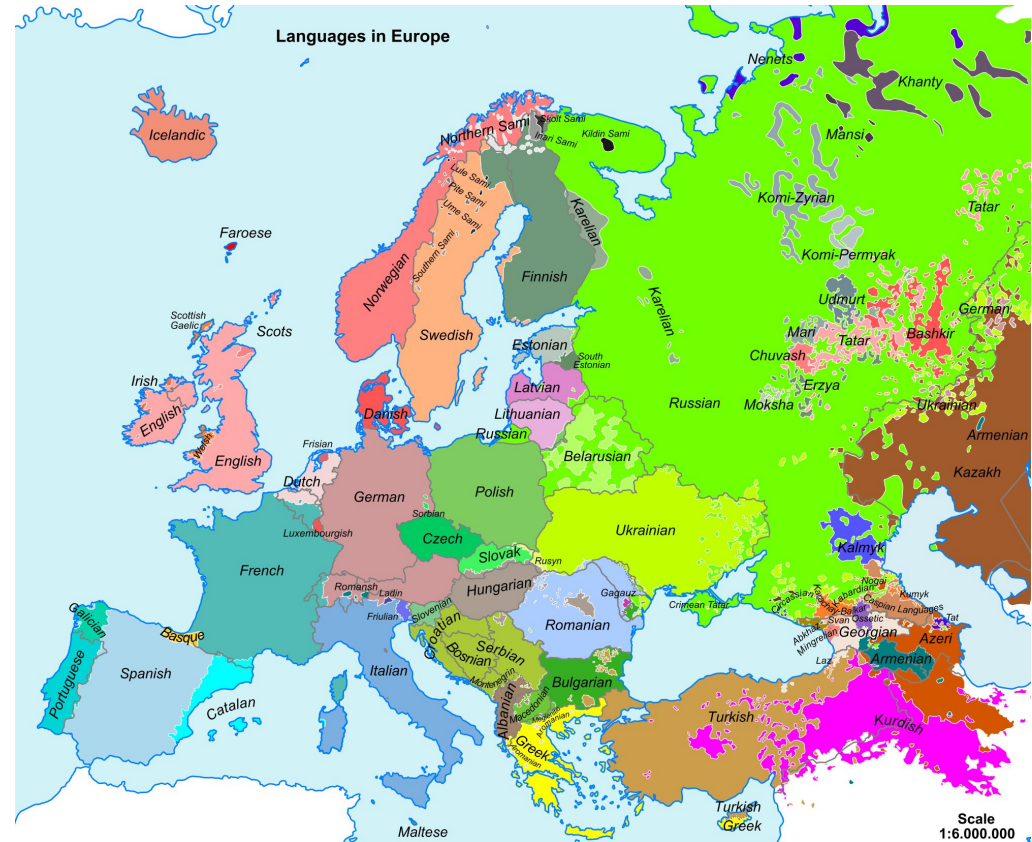 Languages in Europe
Nenets
Khanty
Icelandic
Northern Sami
Skolt Sami
Inari Sami
Kildin Sami
Mansi
Lule Sami
Pite Sami
Ume Sami
Southern Sami
Komi-Zyrian
Tatar
Karelian
Faroese
Norwegian
Finnish
Komi-Permyak
Karelian
Udmurt
German
Scottish
Gaelic
Scots
Swedish
Estonian
South
Estonian
Mari
Tatar
Bashkir
Chuvash
Irish
English
Danish
Latvian
Lithuanian
Russian
Russian
Erzya
Moksha
Ukrainian
Armenian
Welsh
English
Frisian
Dutch
German
Polish
Belarusian
Kazakh
Sorbian
Luxembourgish
Czech
Slovak
Rusyn
Ukrainian
Kalmyk
French
Romansh
Ladin
Friulian
Slovenian
Hungarian
Romanian
Gagauz
Crimean Tatar
Nogai
Circassian
Kabardian
Kumyk
Karachay-Balkar
Caspian Languages
Galician
Basque
Croatian
Bosnian
Serbian
Montenegrin
Abkhaz
Mingrelian
Svan
Ossetic
Georgian
Tat
Azeri
Laz
Armenian
Portuguese
Spanish
Catalan
Italian
Albanian
Macedonian
Bulgarian
Aromanian
Greek
Aromanian
Turkish
Kurdish
Turkish
Greek
Maltese
Scale
1:6.000.000